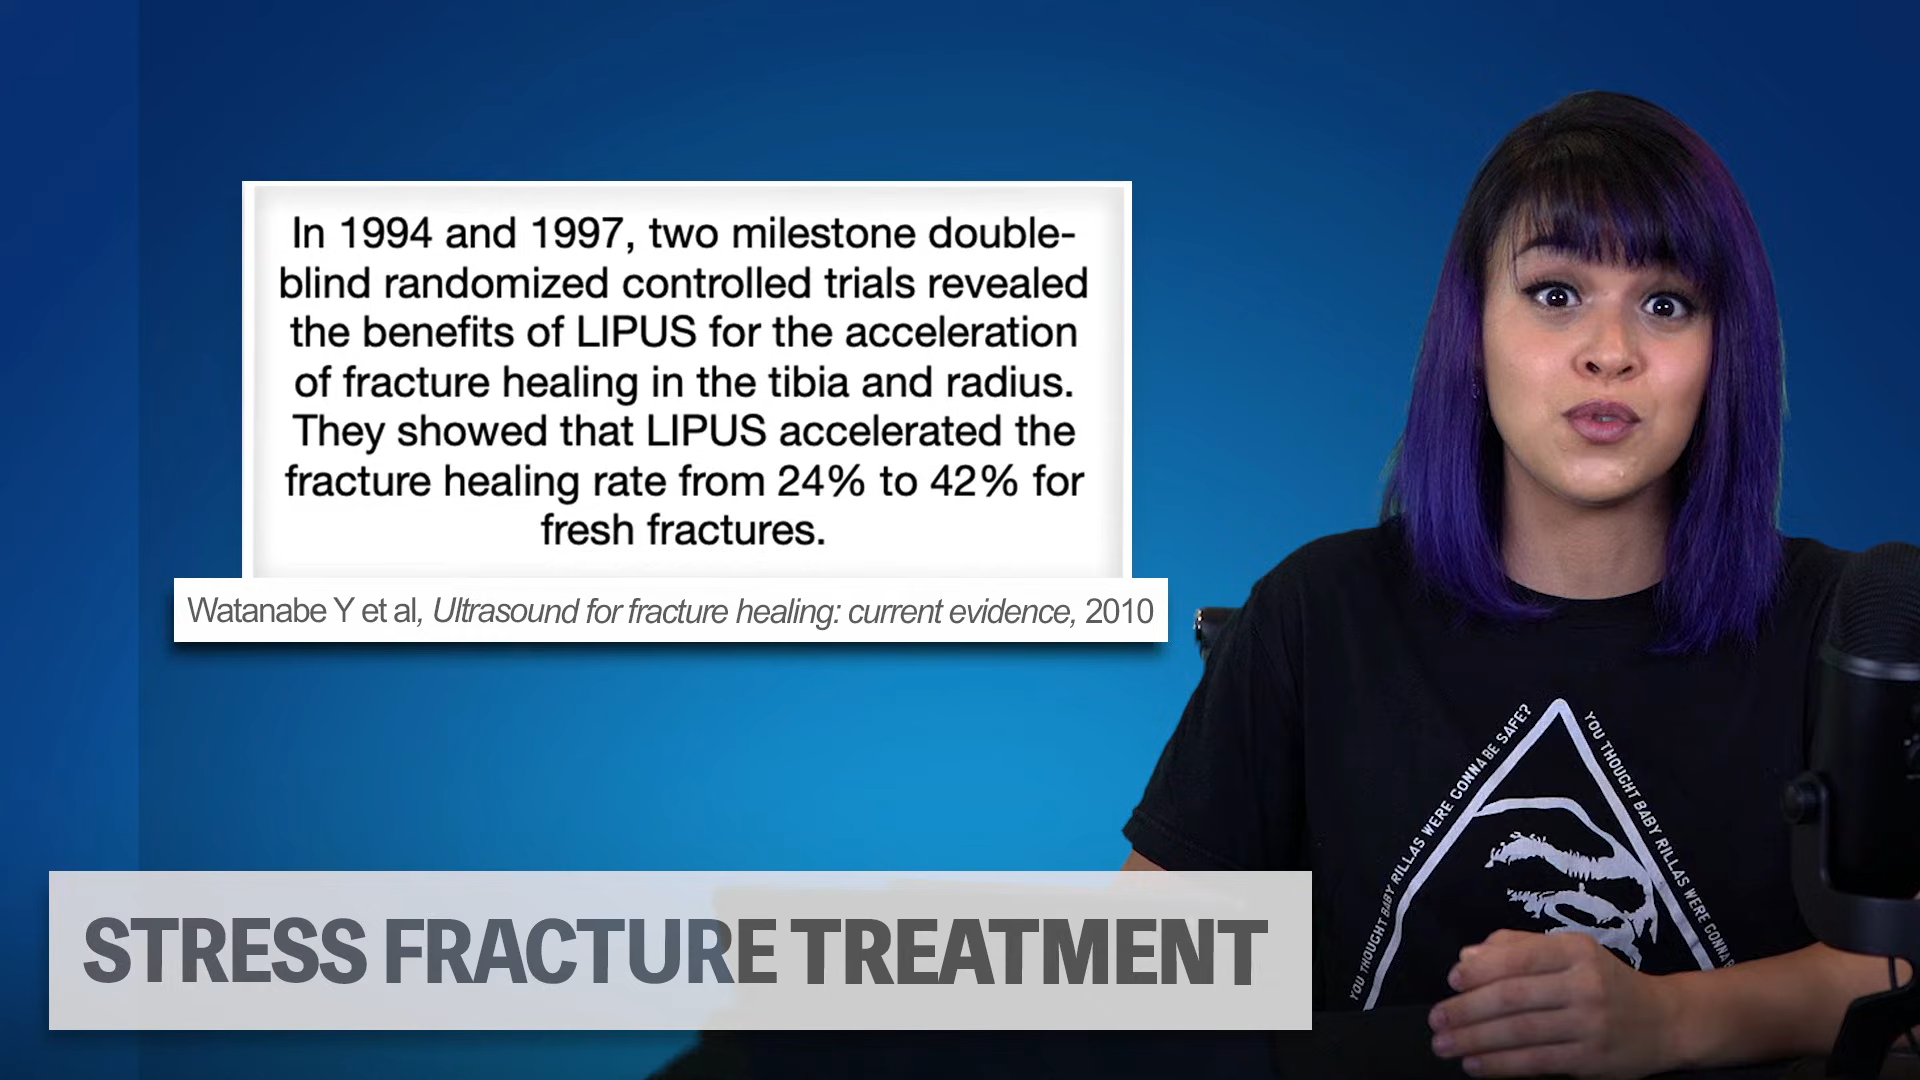 In 1994 and 1997, two milestone double-
blind randomized controlled trials revealed
the benefits of LIPUS for the acceleration
of fracture healing in the tibia and radius.
They showed that LIPUS accelerated the
fracture healing rate from 24% to 42% for
fresh fractures.
Watanabe Y et al, Ultrasound for fracture healing: current evidence, 2010
YOU THOUGHT BABY RILLAS WERE GONNA BE SAFE?
YOU THOUGHT BABY RILLAS WERE GONNA
STRESS FRACTURE TREATMENT